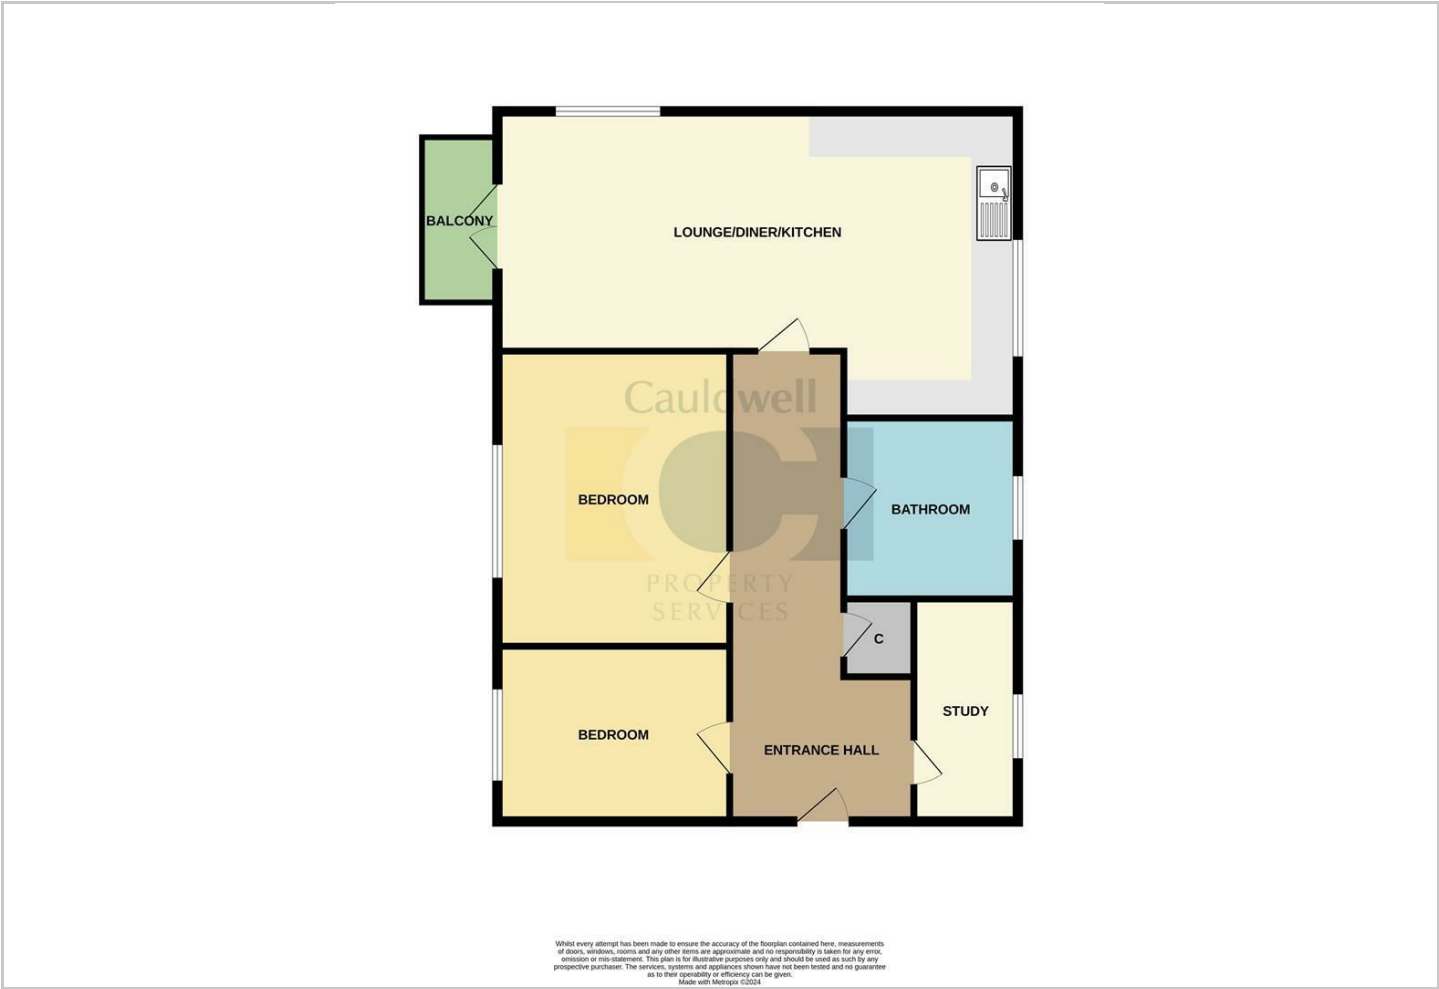 BALCONY
LOUNGE/DINER/KITCHEN
Cauldwell
BEDROOM
BATHROOM
PROPERTY
SERVICES
C
STUDY
BEDROOM
ENTRANCE HALL
Whilst every attempt has been made to ensure the accuracy of the floorplan contained here, measurements
of doors, windows, rooms and any other items are approximate and no responsibility is taken for any error,
omission or mis-statement. This plan is for illustrative purposes only and should be used as such by any
prospective purchaser. The services, systems and appliances shown have not been tested and no guarantee
as to their operability or efficiency can be given.
Made with Metropix ©2024